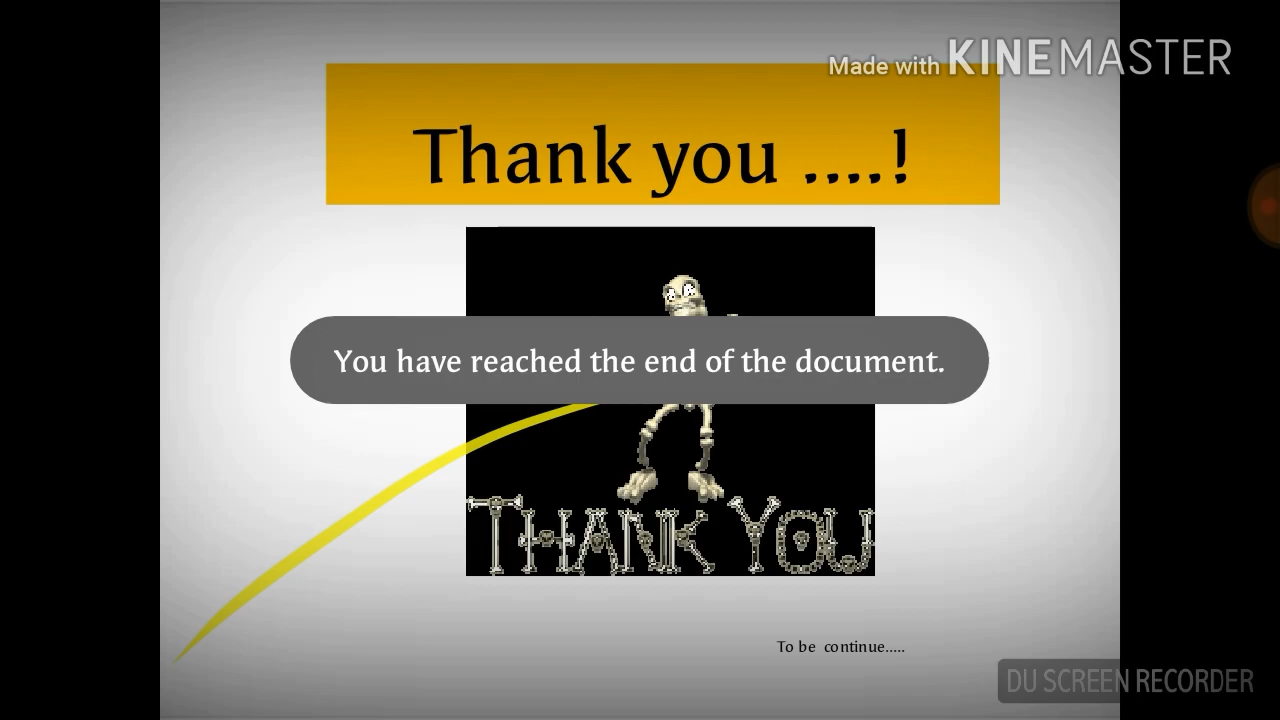 Made with KINEMASTER
Thank you ....!
You have reached the end of the document.
THANK YOU
To be continue.....
DU SCREEN RECORDER